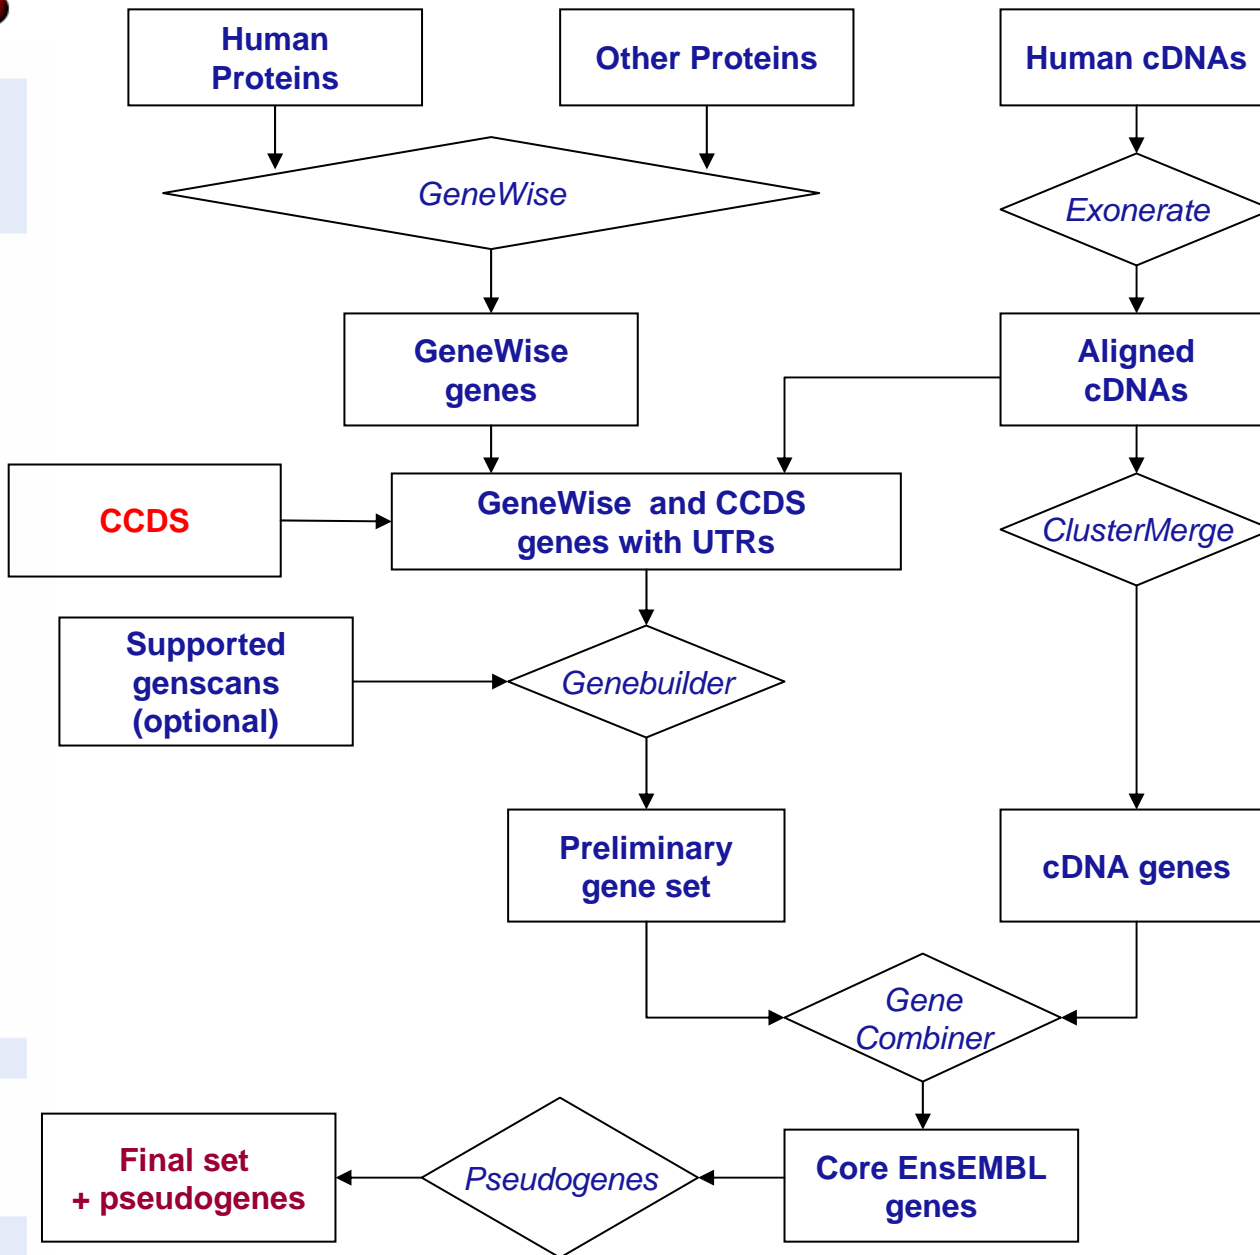 Human
Proteins
Other Proteins
Human cDNAs
GeneWise
Exonerate
GeneWise
genes
Aligned
cDNAs
CCDS
GeneWise and CCDS
genes with UTRs
ClusterMerge
Supported
genscans
(optional)
Genebuilder
Preliminary
gene set
cDNA genes
Gene
Combiner
Final set
+ pseudogenes
Pseudogenes
Core EnsEMBL
genes